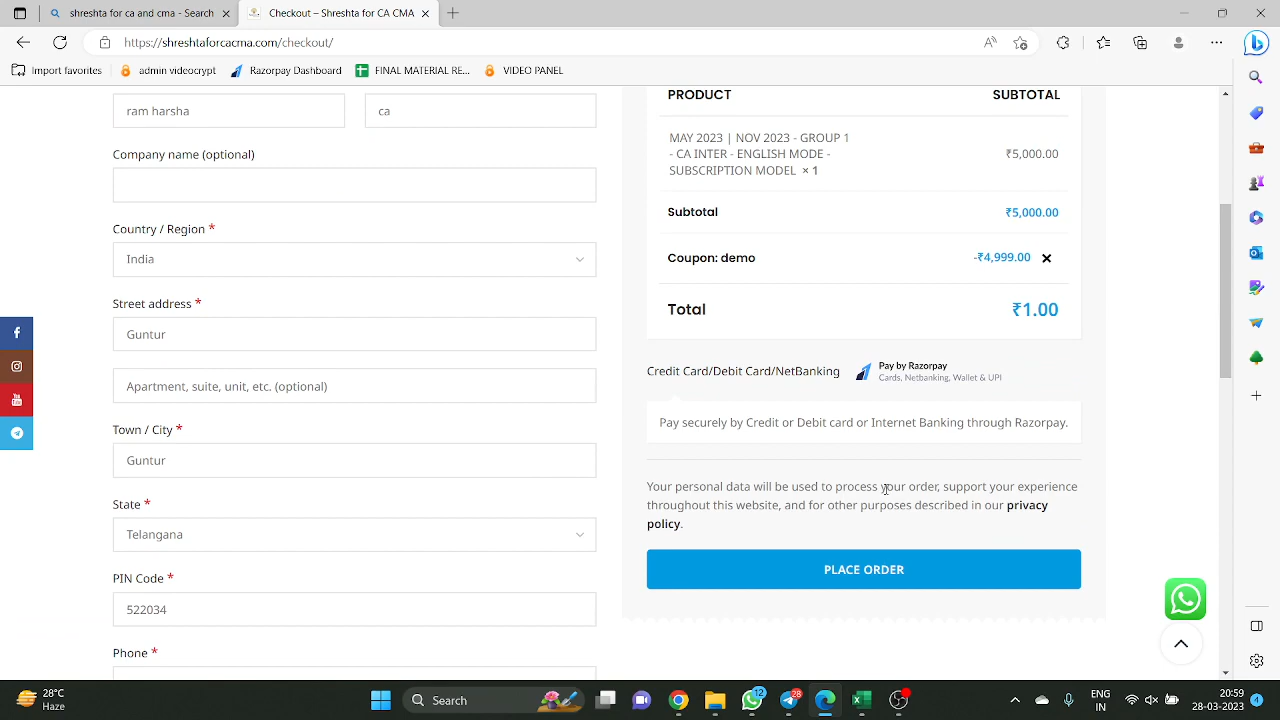 shreshta for CA CMA - Search
Checkout – Shreshta for CA CMA
https://shreshtaforcacma.com/checkout/
Import favorites
admin videocrypt
Razorpay Dashboard
FINAL MATERIAL RE...
VIDEO PANEL
ram harsha
ca
Company name (optional)
Country / Region *
India
Street address *
Guntur
Apartment, suite, unit, etc. (optional)
Town / City *
Guntur
State *
Telangana
PIN Code *
522034
Phone *
PRODUCT SUBTOTAL
MAY 2023 | NOV 2023 - GROUP 1
- CA INTER - ENGLISH MODE -
SUBSCRIPTION MODEL × 1
₹5,000.00
Subtotal ₹5,000.00
Coupon: demo -₹4,999.00
Total ₹1.00
Credit Card/Debit Card/NetBanking
Pay by Razorpay
Cards, Netbanking, Wallet & UPI
Pay securely by Credit or Debit card or Internet Banking through Razorpay.
Your personal data will be used to process your order, support your experience
throughout this website, and for other purposes described in our privacy
policy.
PLACE ORDER
28°C
Haze
Search
12
28
ENG
IN
20:59
28-03-2023
4